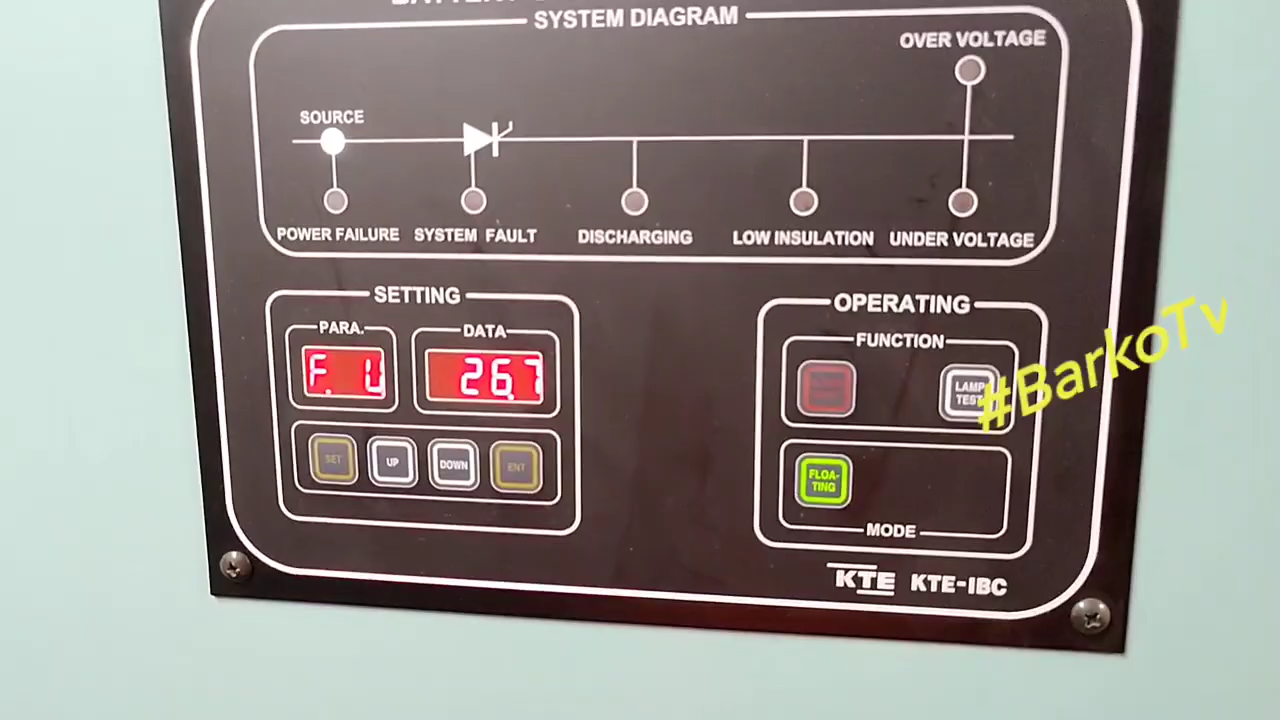 SYSTEM DIAGRAM
OVER VOLTAGE
SOURCE
POWER FAILURE
SYSTEM FAULT
DISCHARGING
LOW INSULATION
UNDER VOLTAGE
SETTING
PARA.
DATA
F. U
26.7
SET
UP
DOWN
ENT
OPERATING
FUNCTION
LAMP
TEST
FLOA-
TING
MODE
KTE KTE-IBC
#BarkoTv